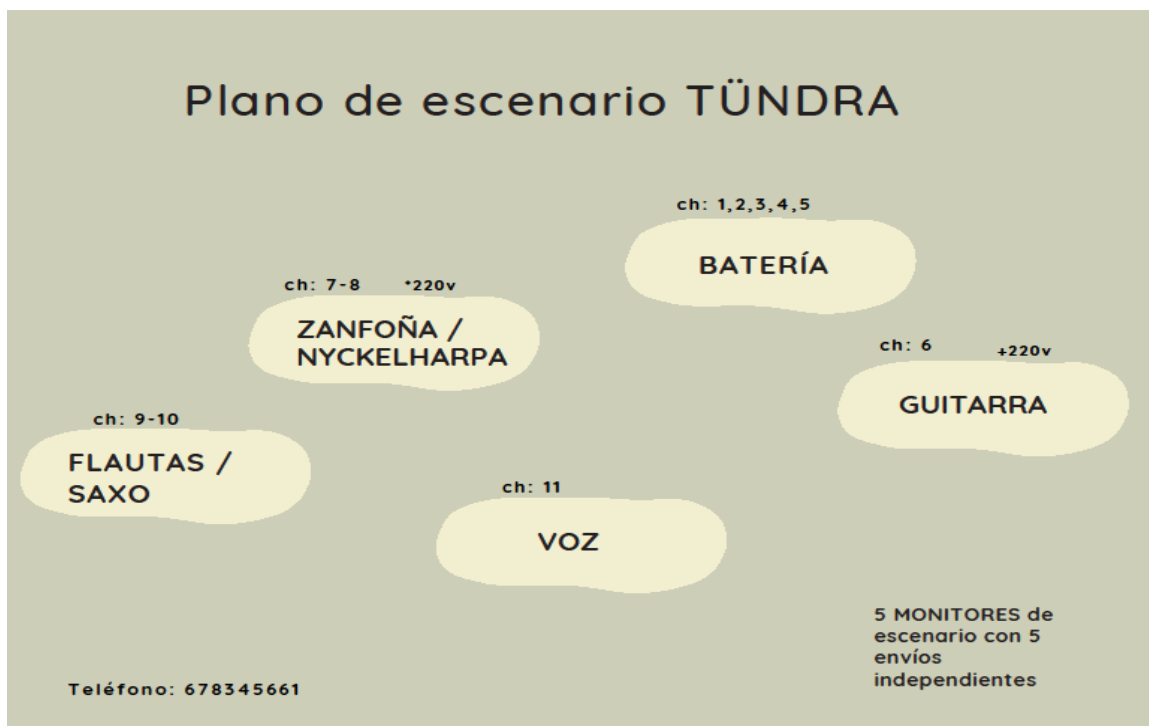 Plano de escenario TÜNDRA
ch: 1,2,3,4,5
BATERÍA
ch: 7-8 *220v
ZANFOÑA /
NYCKELHARPA
ch: 6 +220v
GUITARRA
ch: 9-10
FLAUTAS /
SAXO
ch: 11
VOZ
5 MONITORES de
escenario con 5
envíos
independientes
Teléfono: 678345661